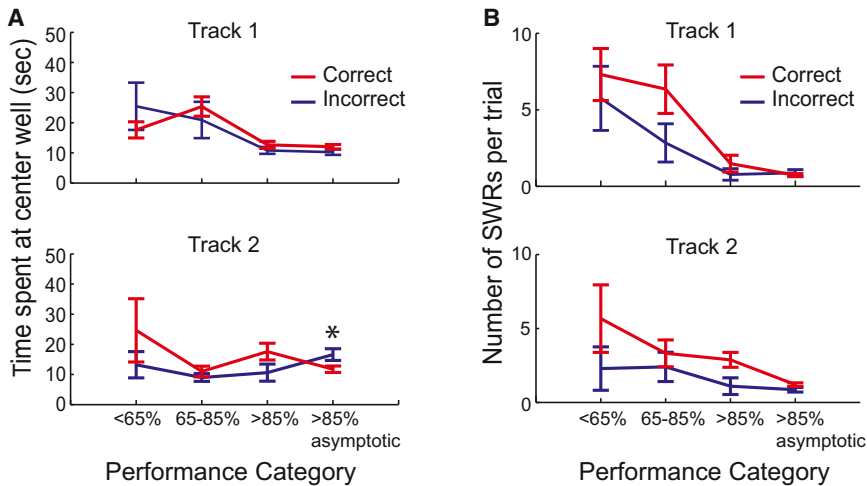 A
Time spent at center well (sec)
Track 1
50
40
30
20
10
0
Correct
Incorrect
Track 2
50
40
30
20
10
0
*
<65%
65-85%
>85%
>85%
asymptotic
Performance Category
B
Number of SWRs per trial
Track 1
10
5
0
Correct
Incorrect
Track 2
10
5
0
<65%
65-85%
>85%
>85%
asymptotic
Performance Category